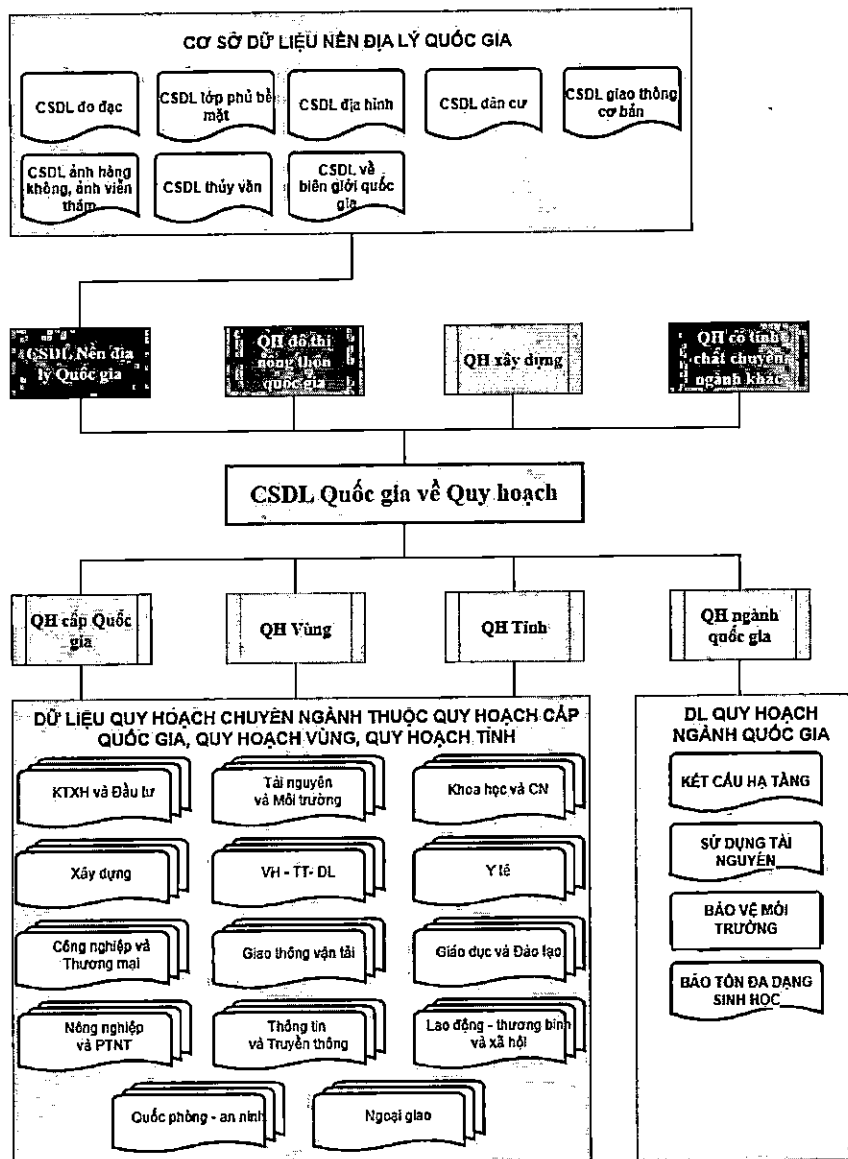 CƠ SỞ DỮ LIỆU NỀN ĐỊA LÝ QUỐC GIA
CSDL đo đạc
CSDL lớp phủ bề
mặt
CSDL địa hình
CSDL dân cư
CSDL giao thông
cơ bản
CSDL ảnh hàng
không, ảnh viễn
thám
CSDL thủy văn
CSDL về
biên giới quốc
gia
CSDL Nền địa
lý Quốc gia
QH đô thị
nông thôn
quốc gia
QH xây dựng
QH có tính
chất chuyên
ngành khác
CSDL Quốc gia về Quy hoạch
QH cấp Quốc
gia
QH Vùng
QH Tỉnh
QH ngành
quốc gia
DỮ LIỆU QUY HOẠCH CHUYÊN NGÀNH THUỘC QUY HOẠCH CẤP
QUỐC GIA, QUY HOẠCH VÙNG, QUY HOẠCH TỈNH
KTXH và Đầu tư
Tài nguyên
và Môi trường
Khoa học và CN
Xây dựng
VH - TT- DL
Y tế
Công nghiệp và
Thương mại
Giao thông vận tải
Giáo dục và Đào tạo
Nông nghiệp
và PTNT
Thông tin
và Truyền thông
Lao động - thương binh
và xã hội
Quốc phòng - an ninh
Ngoại giao
DL QUY HOẠCH
NGÀNH QUỐC GIA
KẾT CẤU HẠ TẦNG
SỬ DỤNG TÀI
NGUYÊN
BẢO VỆ MÔI
TRƯỜNG
BẢO TỒN ĐA DẠNG
SINH HỌC